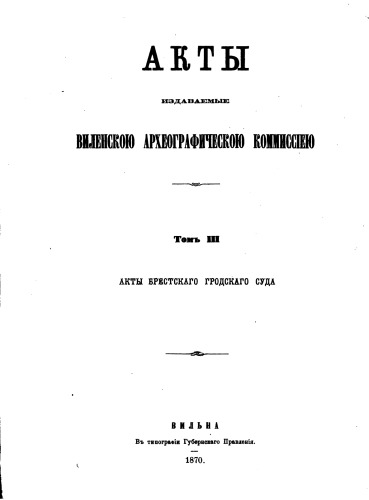 АКТЫ
ИЗДАВАЕМЫЕ
ВИЛЕНСКОЮ АРХЕОГРАФИЧЕСКОЮ КОММИССІЕЮ
Томъ III
АКТЫ БРЕСТСКАГО ГРОДСКАГО СУДА
ВИЛЬНА
Въ типографіи Губернскаго Правленія.
1870.